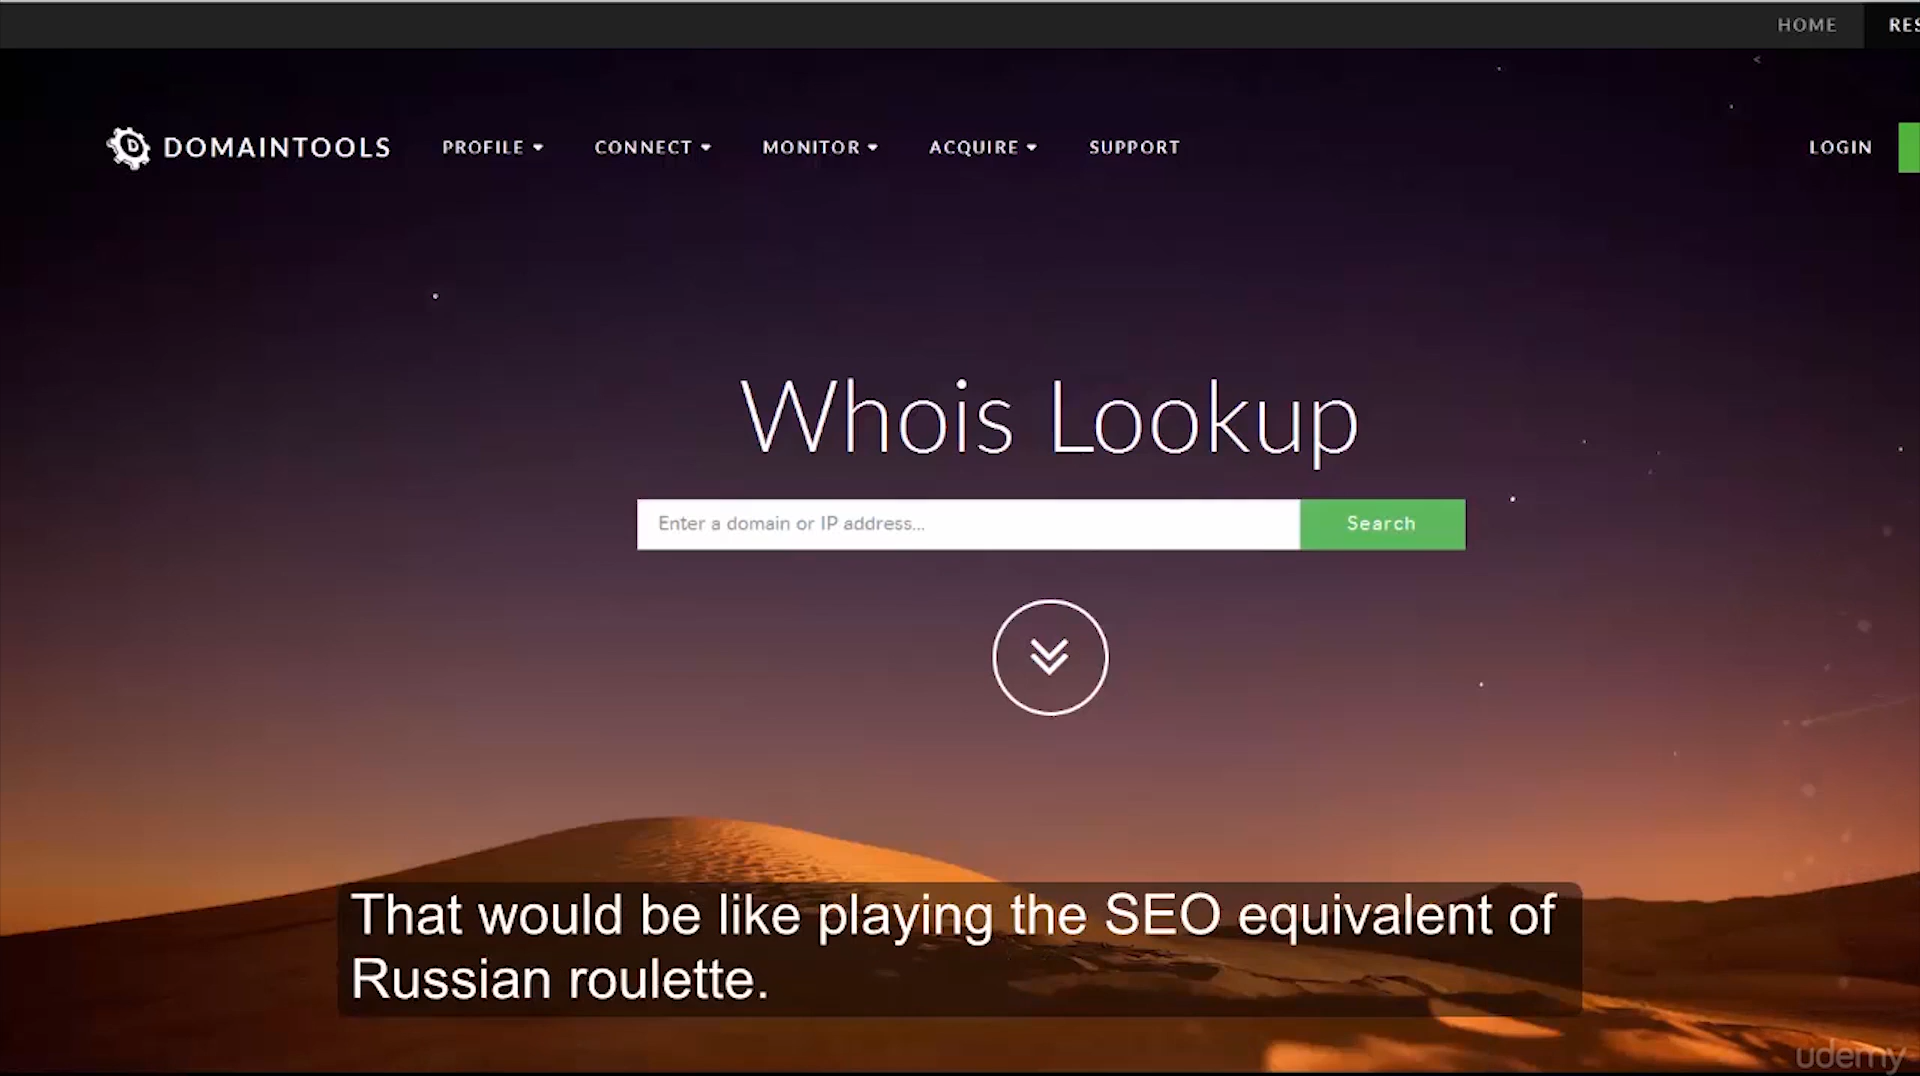 HOME
DOMAINTOOLS PROFILE CONNECT MONITOR ACQUIRE SUPPORT LOGIN
Whois Lookup
Enter a domain or IP address... Search
That would be like playing the SEO equivalent of
Russian roulette.
udemy